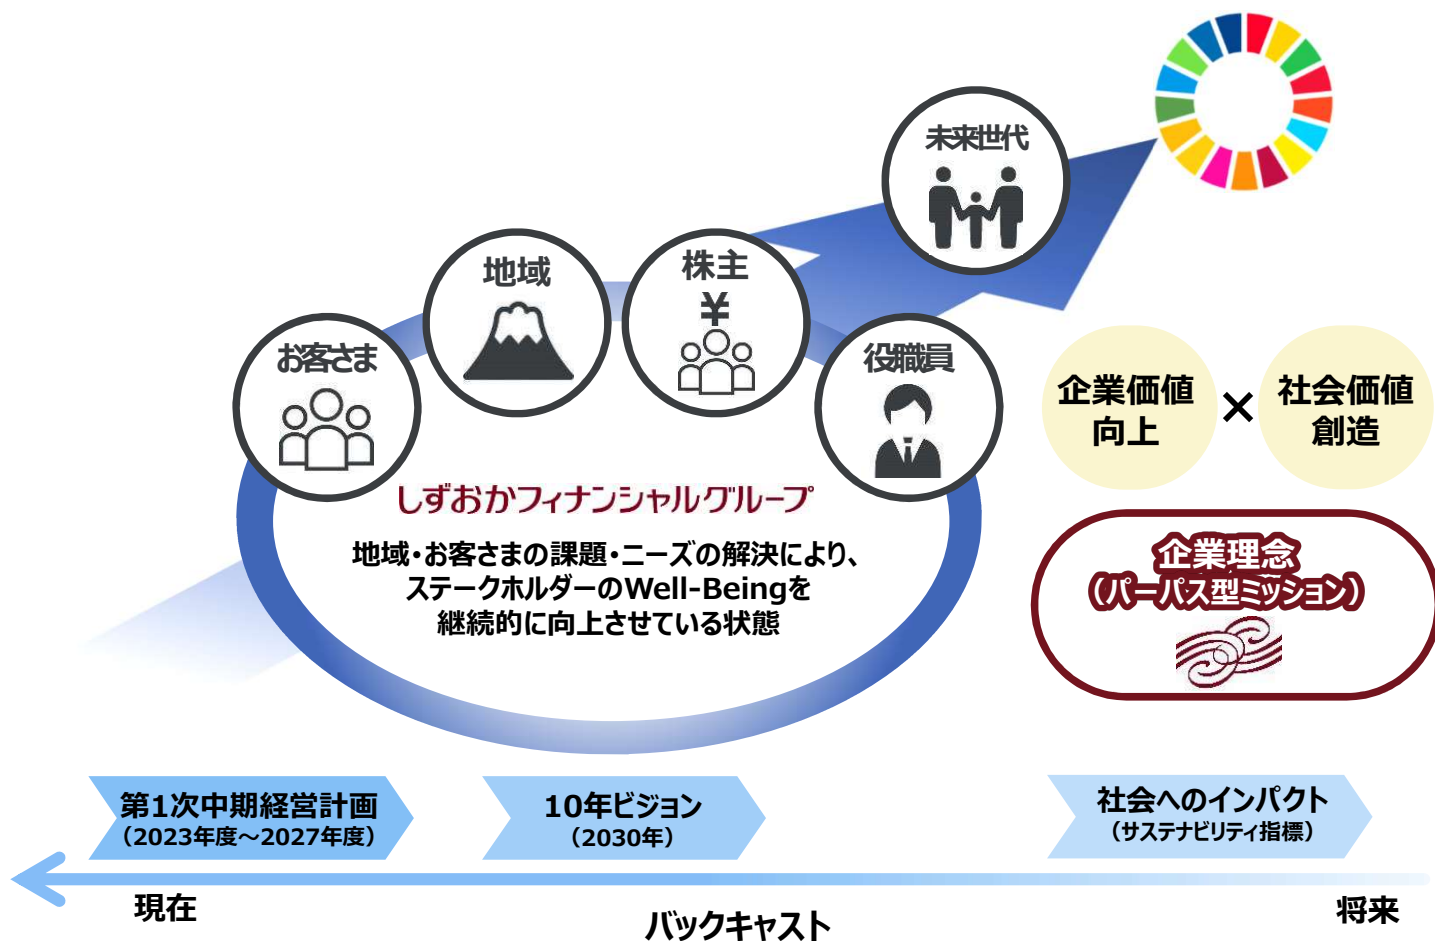 未来世代
地域
株主
¥
お客さま
役職員
企業価値
向上
×
社会価値
創造
しずおかフィナンシャルグループ
地域・お客さまの課題・ニーズの解決により、
ステークホルダーのWell-Beingを
継続的に向上させている状態
企業理念
（パーパス型ミッション）
第1次中期経営計画
（2023年度～2027年度）
10年ビジョン
（2030年）
社会へのインパクト
（サステナビリティ指標）
現在
バックキャスト
将来